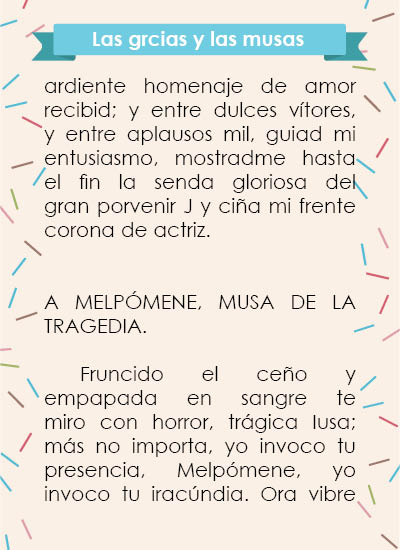 Las grcias y las musas
ardiente homenaje de amor
recibid; y entre dulces vítores,
y entre aplausos mil, guiad mi
entusiasmo, mostradme hasta
el fin la senda gloriosa del
gran porvenir J y ciña mi frente
corona de actriz.
A MELPÓMENE, MUSA DE LA
TRAGEDIA.
Fruncido el ceño y
empapada en sangre te
miro con horror, trágica Iusa;
más no importa, yo invoco tu
presencia, Melpómene, yo
invoco tu iracúndia. Ora vibre